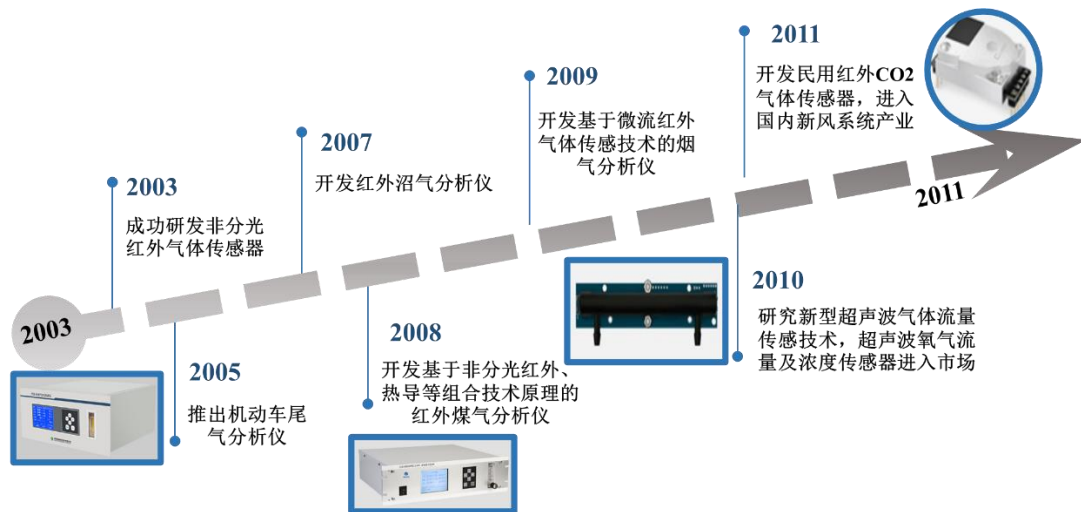 2003
2003
成功研发非分光
红外气体传感器
2005
推出机动车尾
气分析仪
2007
开发红外沼气分析仪
2008
开发基于非分光红外、
热导等组合技术原理的
红外煤气分析仪
2009
开发基于微流红外
气体传感技术的烟
气分析仪
2010
研究新型超声波气体流量
传感技术，超声波氧气流
量及浓度传感器进入市场
2011
开发民用红外CO2
气体传感器，进入
国内新风系统产业
2011